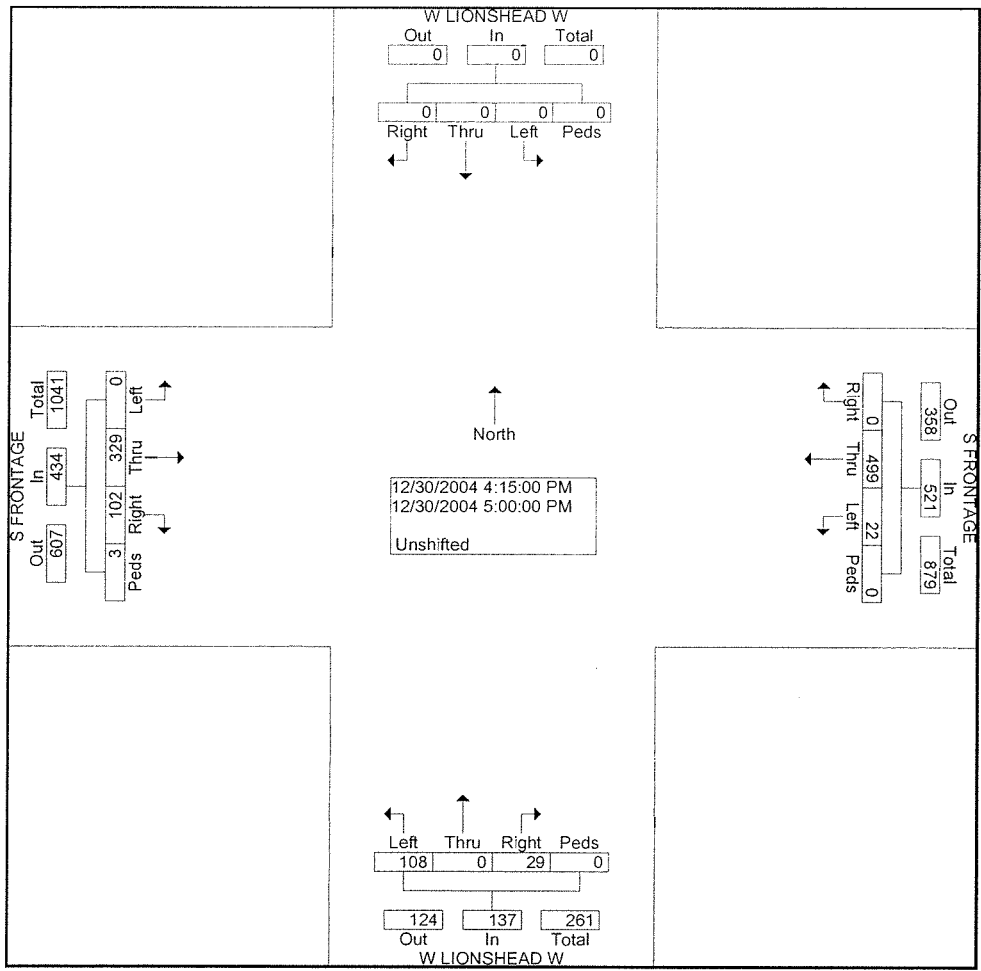 W LIONSHEAD W
Out In Total
0 0 0
0 0 0 0
Right Thru Left Peds
S FRONTAGE
Total In Out
1041 434 607
0 329 102 3
Left Thru Right Peds
North
12/30/2004 4:15:00 PM
12/30/2004 5:00:00 PM
Unshifted
Right Thru Left Peds
0 499 22 0
358 521 879
Out In Total
S FRONTAGE
Left Thru Right Peds
108 0 29 0
124 137 261
Out In Total
W LIONSHEAD W